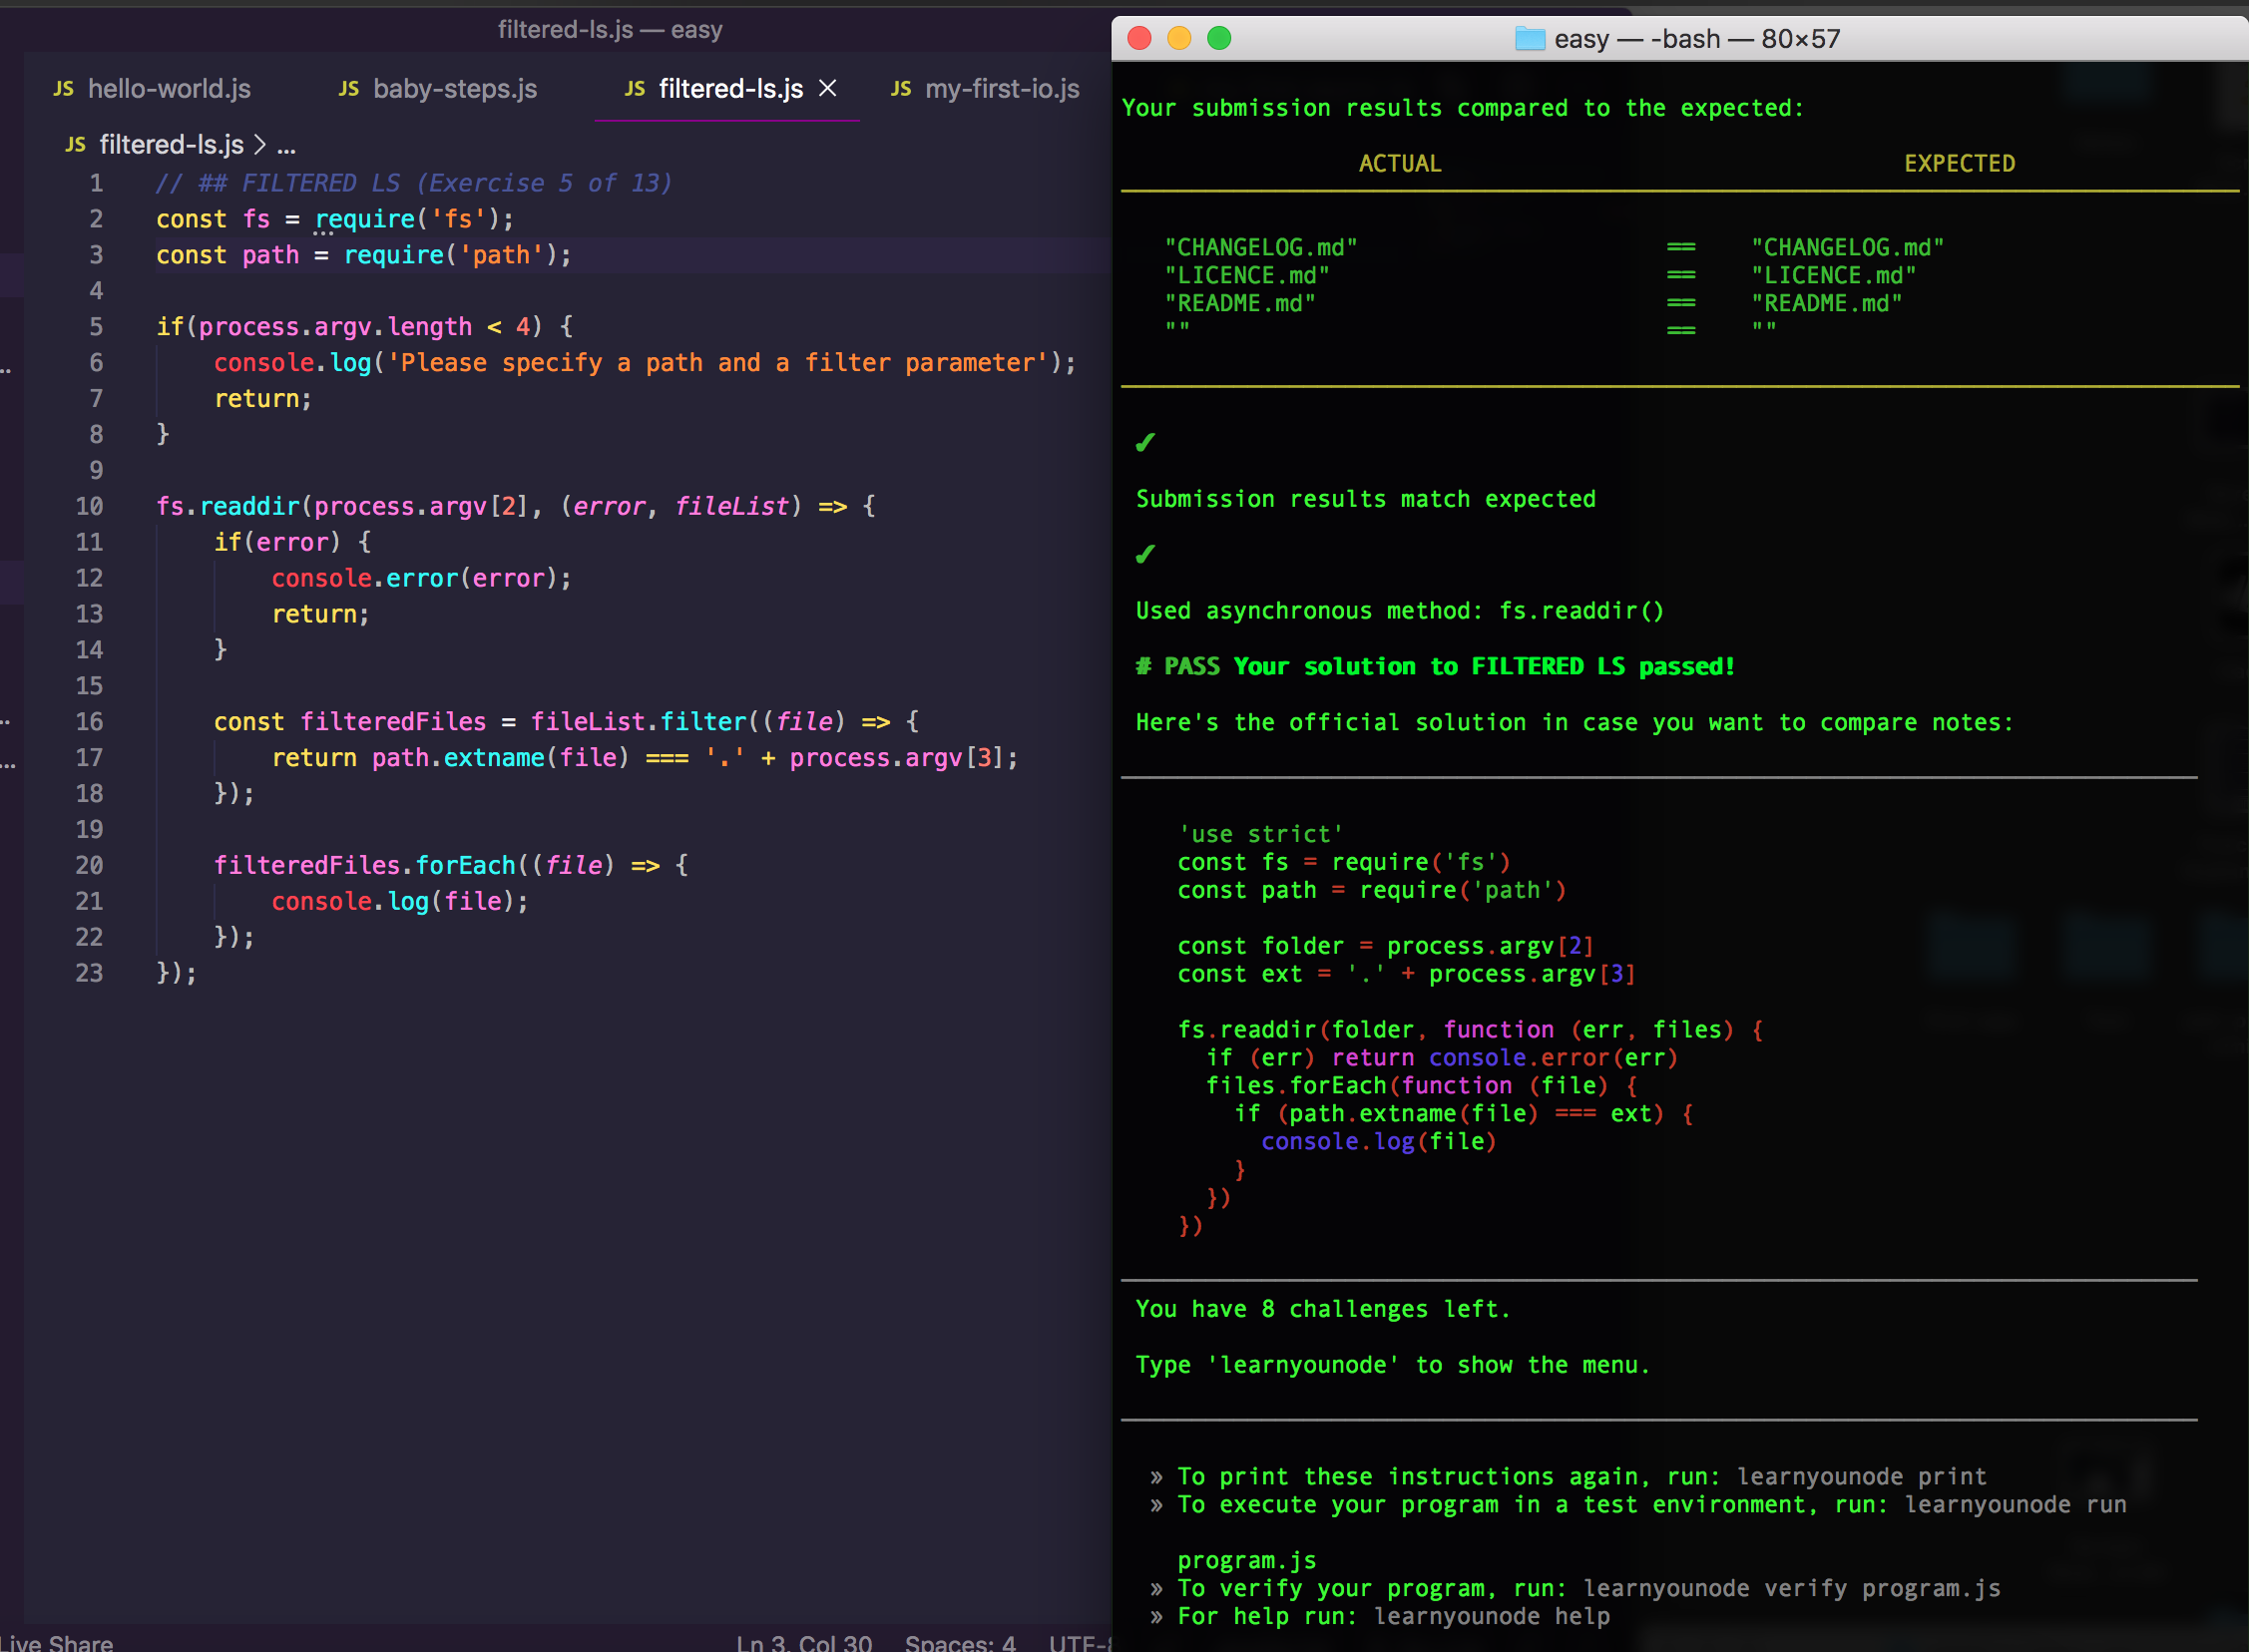 filtered-ls.js — easy
JS hello-world.js
JS baby-steps.js
JS filtered-ls.js
JS my-first-io.js
JS filtered-ls.js > ...
1 // ## FILTERED LS (Exercise 5 of 13)
2 const fs = require('fs');
3 const path = require('path');
4
5 if(process.argv.length < 4) {
6 console.log('Please specify a path and a filter parameter');
7 return;
8 }
9
10 fs.readdir(process.argv[2], (error, fileList) => {
11 if(error) {
12 console.error(error);
13 return;
14 }
15
16 const filteredFiles = fileList.filter((file) => {
17 return path.extname(file) === '.' + process.argv[3];
18 });
19
20 filteredFiles.forEach((file) => {
21 console.log(file);
22 });
23 });
Live Share
Ln 3, Col 30 Spaces: 4 UTF-8
easy — -bash — 80×57
Your submission results compared to the expected:
ACTUAL EXPECTED
"CHANGELOG.md" == "CHANGELOG.md"
"LICENCE.md" == "LICENCE.md"
"README.md" == "README.md"
"" == ""
✔
Submission results match expected
✔
Used asynchronous method: fs.readdir()
# PASS Your solution to FILTERED LS passed!
Here's the official solution in case you want to compare notes:
'use strict'
const fs = require('fs')
const path = require('path')
const folder = process.argv[2]
const ext = '.' + process.argv[3]
fs.readdir(folder, function (err, files) {
if (err) return console.error(err)
files.forEach(function (file) {
if (path.extname(file) === ext) {
console.log(file)
}
})
})
You have 8 challenges left.
Type 'learnyounode' to show the menu.
» To print these instructions again, run: learnyounode print
» To execute your program in a test environment, run: learnyounode run
program.js
» To verify your program, run: learnyounode verify program.js
» For help run: learnyounode help